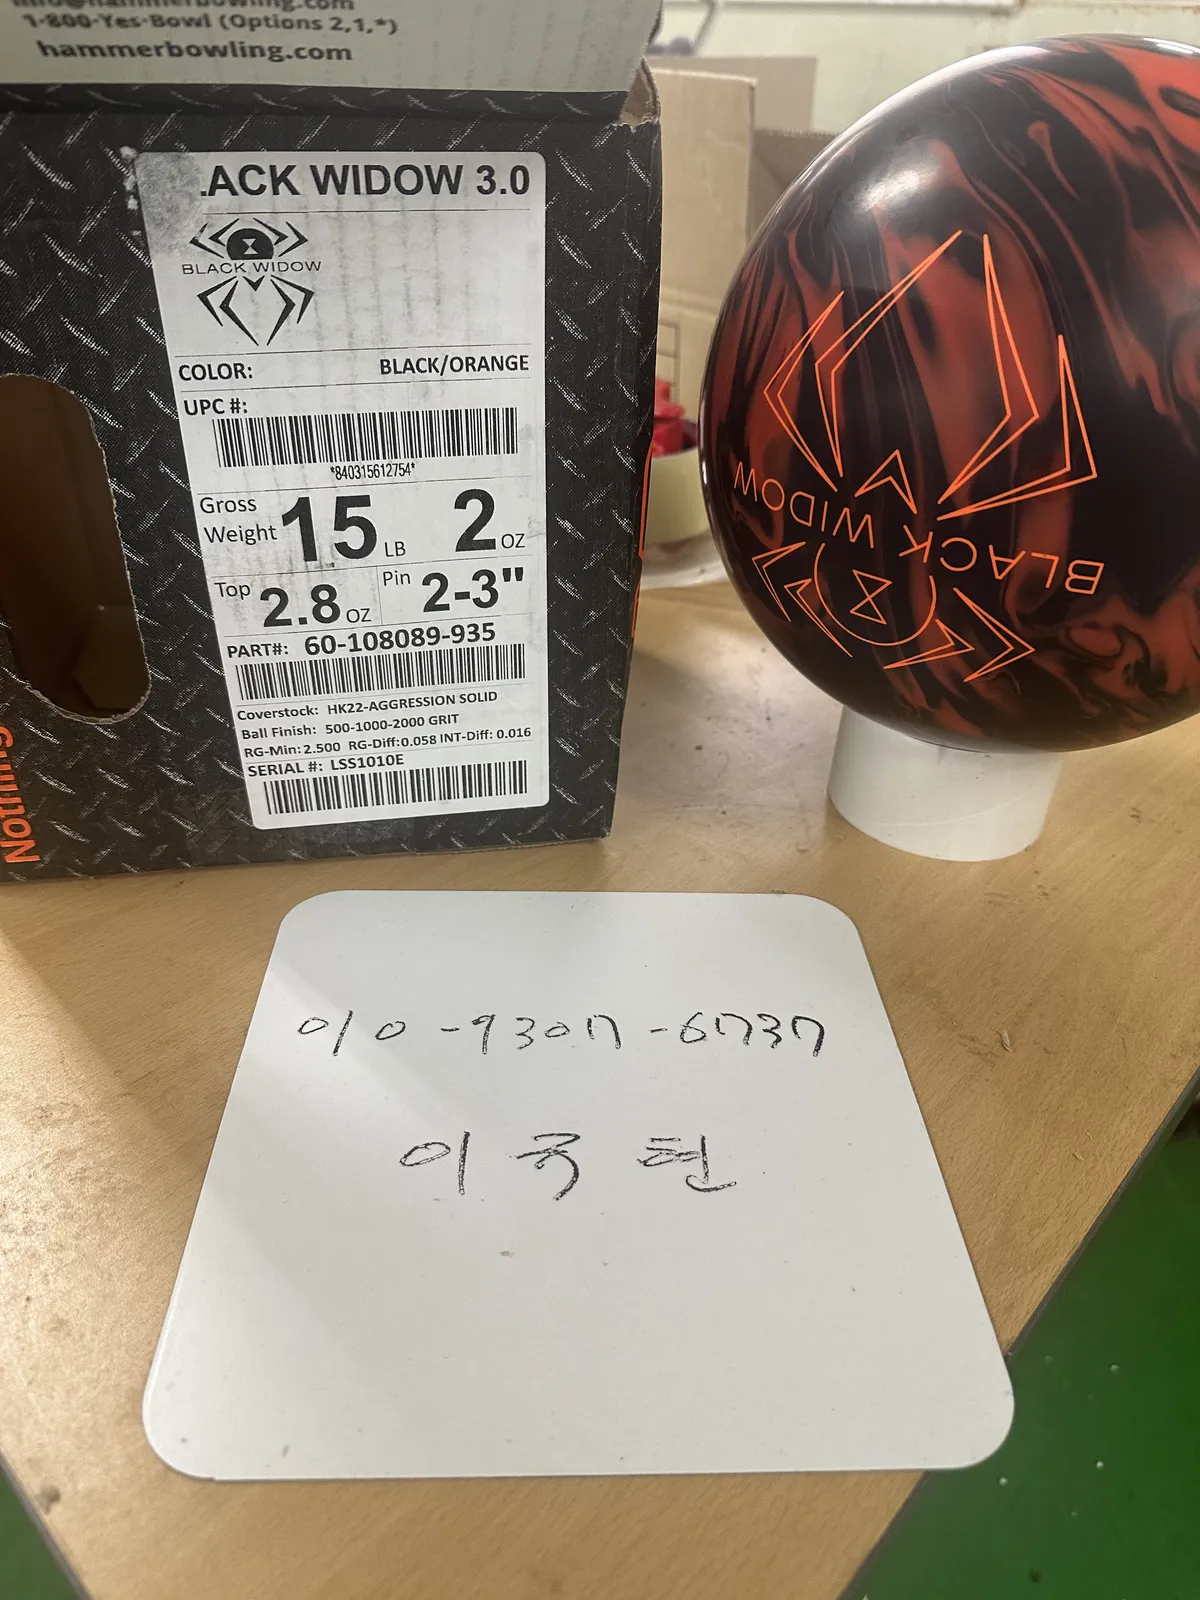 1-800-Yes-Bowl (Options 2,1,*)
hammerbowling.com
.ACK WIDOW 3.0
BLACK WIDOW
COLOR: BLACK/ORANGE
UPC #:
*840315612754*
Gross Weight 15 LB 2 OZ
Top 2.8 OZ Pin 2-3"
PART#: 60-108089-935
Coverstock: HK22-AGGRESSION SOLID
Ball Finish: 500-1000-2000 GRIT
RG-Min:2.500 RG-Diff:0.058 INT-Diff: 0.016
SERIAL #: LSS1010E
Nothing
BLACK WIDOW
010-9307-6737
이국현